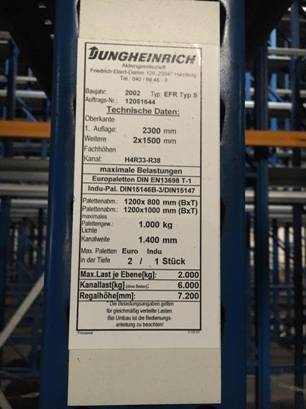 JUNGHEINRICH
Aktiengesellschaft
Friedrich-Ebert-Damm 129, 22047 Hamburg
Baujahr: 2002 Typ: EFR Typ S
Auftrags-Nr.: 12051644
Technische Daten:
Oberkante
1. Auflage: 2300 mm
Weitere 2x1500 mm
Fachhöhen
Kanal: H4R33-R38
maximale Belastungen
Europaletten DIN EN13698 T-1
Indu-Pal. DIN15146B-3/DIN15147
Palettenabm.: 1200x 800 mm (BxT)
Palettenabm.: 1200x1000 mm (BxT)
maximales
Palettengew.: 1.000 kg
Lichte
Kanalweite 1.400 mm
Max. Paletten Euro Indu
in der Tiefe 2 / 1 Stück
Max.Last je Ebene[kg]: 2.000
Kanallast[kg] 6.000
Regalhöhe[mm]: 7.200
Die Belastungsangaben gelten
für gleichmäßig verteilte Lasten.
Bei Umbau ist die Bedienungs-
anleitung zu beachten!